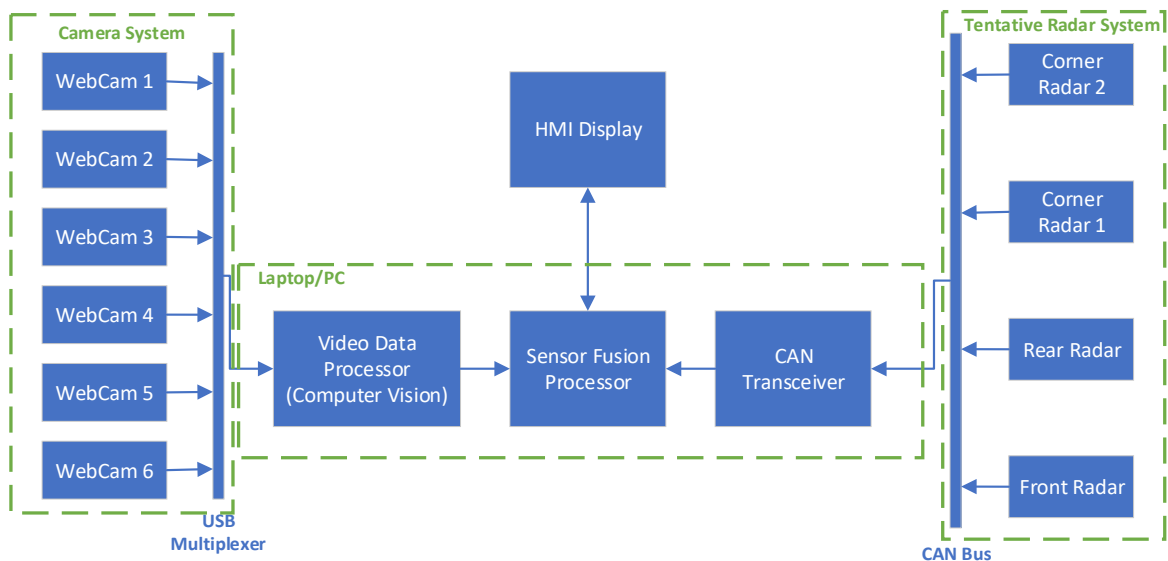 Camera System
WebCam 1
WebCam 2
WebCam 3
WebCam 4
WebCam 5
WebCam 6
USB
Multiplexer
HMI Display
Laptop/PC
Video Data
Processor
(Computer Vision)
Sensor Fusion
Processor
CAN
Transceiver
Tentative Radar System
Corner
Radar 2
Corner
Radar 1
Rear Radar
Front Radar
CAN Bus